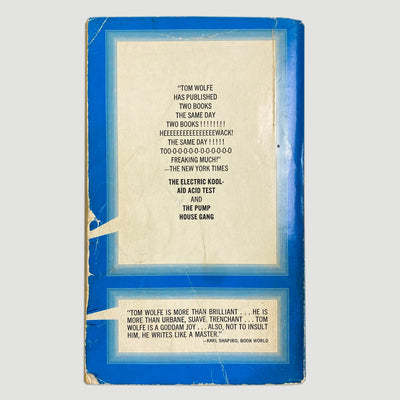 "TOM WOLFE
HAS PUBLISHED
TWO BOOKS
THE SAME DAY
TWO BOOKS ! ! ! ! ! ! ! !
HEEEEEEEEEEEEEEEWACK!
THE SAME DAY ! ! ! ! !
TOO-O-O-O-O-O-O-O-O-O-O
FREAKING MUCH!"
—THE NEW YORK TIMES
THE ELECTRIC KOOL-
AID ACID TEST
AND
THE PUMP
HOUSE GANG
"TOM WOLFE IS MORE THAN BRILLIANT . . . HE IS
MORE THAN URBANE, SUAVE, TRENCHANT . . . TOM
WOLFE IS A GODDAM JOY . . . ALSO, NOT TO INSULT
HIM, HE WRITES LIKE A MASTER."
—KARL SHAPIRO, BOOK WORLD